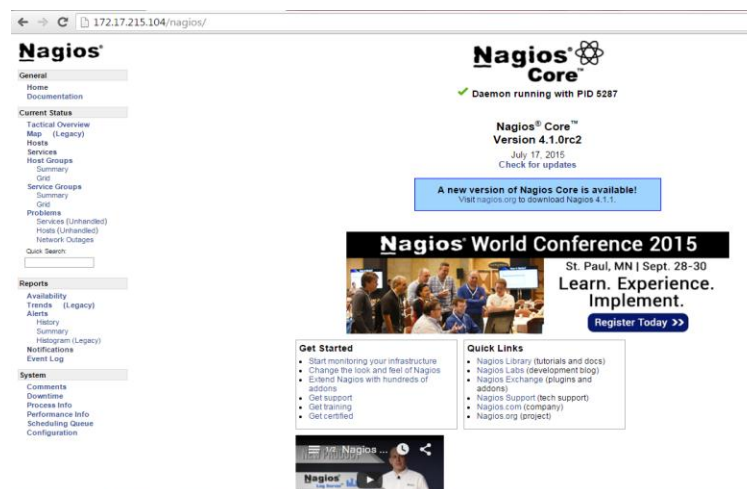 172.17.215.104/nagios/
Nagios®
General
Home
Documentation
Current Status
Tactical Overview
Map (Legacy)
Hosts
Services
Host Groups
Summary
Grid
Service Groups
Summary
Grid
Problems
Services (Unhandled)
Hosts (Unhandled)
Network Outages
Quick Search:
Reports
Availability
Trends (Legacy)
Alerts
History
Summary
Histogram (Legacy)
Notifications
Event Log
System
Comments
Downtime
Process Info
Performance Info
Scheduling Queue
Configuration
Nagios®
Core™
Daemon running with PID 5287
Nagios® Core™
Version 4.1.0rc2
July 17, 2015
Check for updates
A new version of Nagios Core is available!
Visit nagios.org to download Nagios 4.1.1.
Nagios® World Conference 2015
St. Paul, MN | Sept. 28-30
Learn. Experience.
Implement.
Register Today >>
Get Started
Start monitoring your infrastructure
Change the look and feel of Nagios
Extend Nagios with hundreds of
addons
Get support
Get training
Get certified
Quick Links
Nagios Library (tutorials and docs)
Nagios Labs (development blog)
Nagios Exchange (plugins and
addons)
Nagios Support (tech support)
Nagios.com (company)
Nagios.org (project)
Nagios ...
NEW PRODUCT
Nagios
Log Server